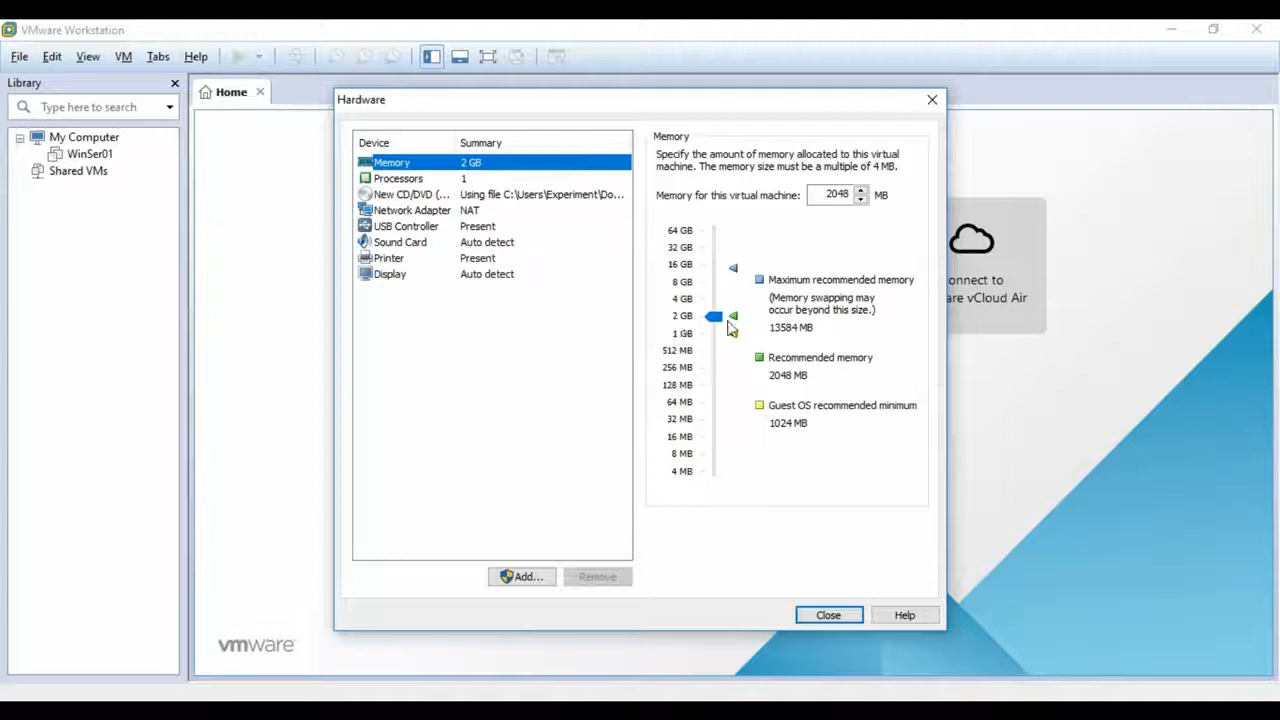 VMware Workstation
File Edit View VM Tabs Help
Library
Type here to search
My Computer
WinSer01
Shared VMs
Home
Hardware
Device Summary
Memory 2 GB
Processors 1
New CD/DVD (... Using file C:\Users\Experiment\Do...
Network Adapter NAT
USB Controller Present
Sound Card Auto detect
Printer Present
Display Auto detect
Add... Remove
Memory
Specify the amount of memory allocated to this virtual
machine. The memory size must be a multiple of 4 MB.
Memory for this virtual machine: 2048 MB
64 GB
32 GB
16 GB
8 GB
4 GB
2 GB
1 GB
512 MB
256 MB
128 MB
64 MB
32 MB
16 MB
8 MB
4 MB
Maximum recommended memory
(Memory swapping may
occur beyond this size.)
13584 MB
Recommended memory
2048 MB
Guest OS recommended minimum
1024 MB
Close Help
onnect to
are vCloud Air
vmware